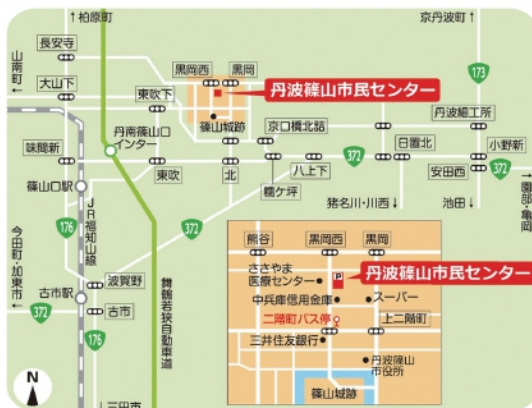 ↑柏原町
京丹波町↑
山南町←
長安寺
黒岡西
黒岡
173
大山下
東吹下
丹波篠山市民センター
篠山城跡
京口橋北詰
丹波細工所
丹南篠山口
インター
味間新
372
日置北
小野新
東吹
北
八上下
安田西
372
糯ケ坪
→園部・亀岡
篠山口駅
猪名川・川西↓
池田↓
JR福知山線
176
372
今田町・加東市←
波賀野
古市駅
古市
372
176
舞鶴若狭自動車道
↓三田市
N
熊谷
黒岡西
黒岡
ささやま
医療センター
P
丹波篠山市民センター
中兵庫信用金庫
スーパー
二階町バス停
上二階町
三井住友銀行
丹波篠山
市役所
篠山城跡